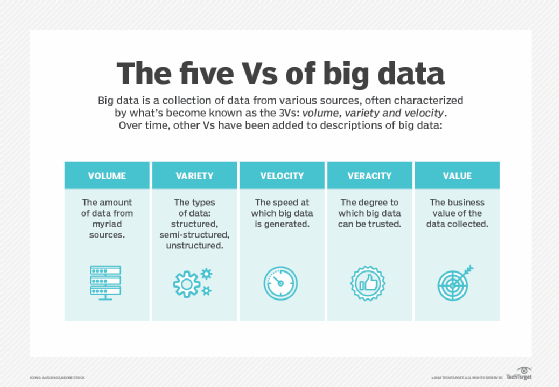 The five Vs of big data
Big data is a collection of data from various sources, often characterized
by what's become known as the 3Vs: volume, variety and velocity.
Over time, other Vs have been added to descriptions of big data:
VOLUME
The amount
of data from
myriad
sources.
VARIETY
The types
of data:
structured,
semi-structured,
unstructured.
VELOCITY
The speed at
which big data
is generated.
VERACITY
The degree to
which big data
can be trusted.
VALUE
The business
value of the
data collected.
TechTarget